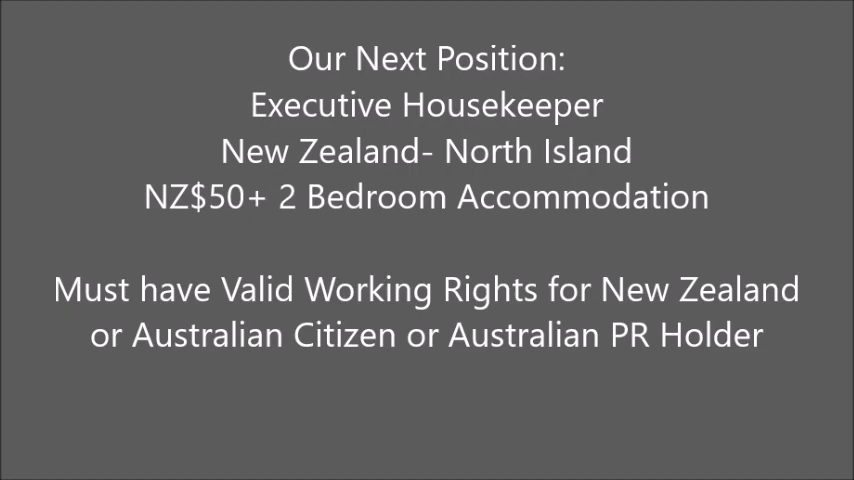 Our Next Position:
Executive Housekeeper
New Zealand- North Island
NZ$50+ 2 Bedroom Accommodation
Must have Valid Working Rights for New Zealand
or Australian Citizen or Australian PR Holder